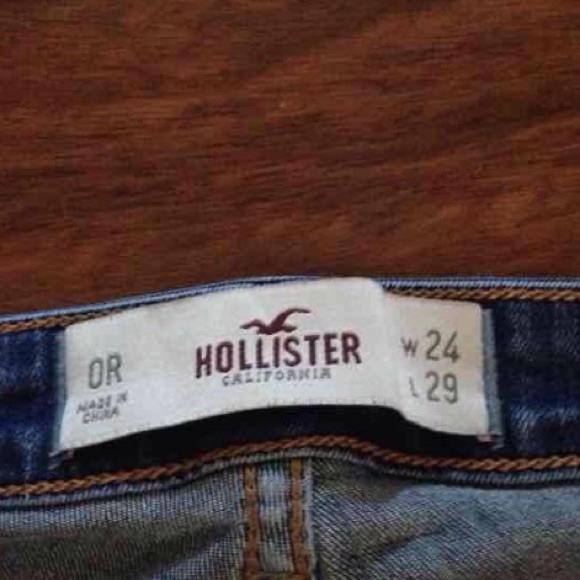 0R
MADE IN
CHINA
HOLLISTER
CALIFORNIA
W 24
L 29